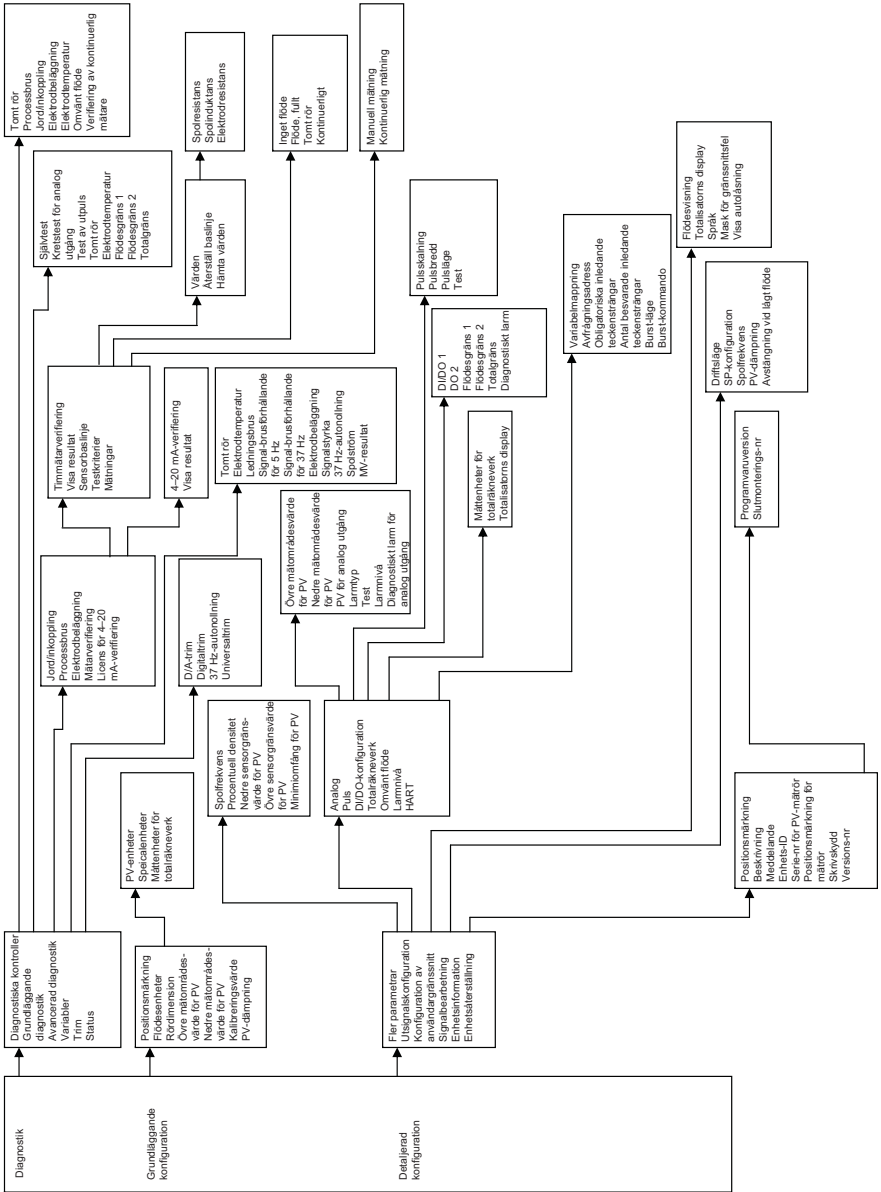 Diagnostik
Grundläggande
konfiguration
Detaljerad
konfiguration
Diagnostiska kontroller
Grundläggande
diagnostik
Avancerad diagnostik
Variabler
Trim
Status
Positionsmärkning
Flödesenheter
Rördimension
Övre mätområdes-
värde för PV
Nedre mätområdes-
värde för PV
Kalibreringsvärde
PV-dämpning
Fler parametrar
Utsignalskonfiguration
Konfiguration av
användargränssnitt
Signalbearbetning
Enhetsinformation
Enhetsåterställning
PV-enheter
Speicalenheter
Måttenheter för
totalräkneverk
Jord/inkoppling
Processbrus
Elektrodbeläggning
Mätarverifiering
Licens för 4–20
mA-verifiering
D/A-trim
Digitaltrim
37 Hz-autonollning
Universaltrim
Spolfrekvens
Procentuell densitet
Nedre sensorgräns-
värde för PV
Övre sensorgränsvärde
för PV
Minimiomfång för PV
Analog
Puls
DI/DO-konfiguration
Totalräkneverk
Omvänt flöde
Larmnivå
HART
Positionsmärkning
Beskrivning
Meddelande
Enhets-ID
Serie-nr för PV-mätrör
Positionsmärkning för
mätrör
Skrivskydd
Versions-nr
Timmätarverifiering
Visa resultat
Sensorbaslinje
Testkriterier
Mätningar
4–20 mA-verifiering
Visa resultat
Tomt rör
Elektrodtemperatur
Ledningsbrus
Signal-brusförhållande
för 5 Hz
Signal-brusförhållande
för 37 Hz
Elektrodbeläggning
Signalstyrka
37 Hz-autonollning
Spolström
MV-resultat
Övre mätområdesvärde
för PV
Nedre mätområdesvärde
för PV
PV för analog utgång
Larmtyp
Test
Larmnivå
Diagnostiskt larm för
analog utgång
Måttenheter för
totalräkneverk
Totalisatorns display
Programvaruversion
Slutmonterings-nr
Tomt rör
Processbrus
Jord/inkoppling
Elektrodbeläggning
Elektrodtemperatur
Omvänt flöde
Verifiering av kontinuerlig
mätare
Självtest
Kretstest för analog
utgång
Test av utpuls
Tomt rör
Elektrodtemperatur
Flödesgräns 1
Flödesgräns 2
Totalgräns
Värden
Återställ baslinje
Hämta värden
Spolresistans
Spolinduktans
Elektrodresistans
Inget flöde
Flöde, fullt
Tomt rör
Kontinuerligt
Manuell mätning
Kontinuerlig mätning
Pulsskalning
Pulsbredd
Pulsläge
Test
DI/DO 1
DO 2
Flödesgräns 1
Flödesgräns 2
Totalgräns
Diagnostiskt larm
Variabelmappning
Avfrågningsadress
Obligatoriska inledande
teckensträngar
Antal besvarade inledande
teckensträngar
Burst-läge
Burst-kommando
Driftsläge
SP-konfiguration
Spolfrekvens
PV-dämpning
Avstängning vid lågt flöde
Flödesvisning
Totalisatorns display
Språk
Mask för gränssnittsfel
Visa autolåsning